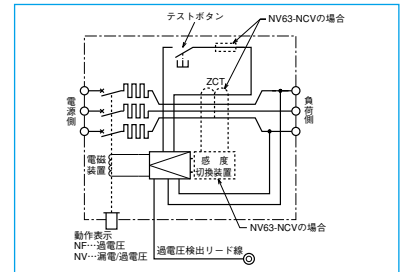 テストボタン
NV63-NCVの場合
ZCT
電源側
負荷側
電磁
装置
感度
切換装置
NV63-NCVの場合
動作表示
NF…過電圧
NV…漏電/過電圧
過電圧検出リード線